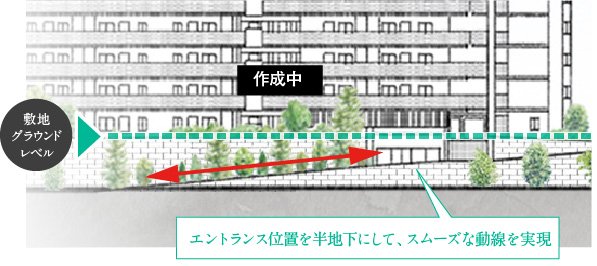 作成中
敷地
グラウンド
レベル
エントランス位置を半地下にして、スムーズな動線を実現